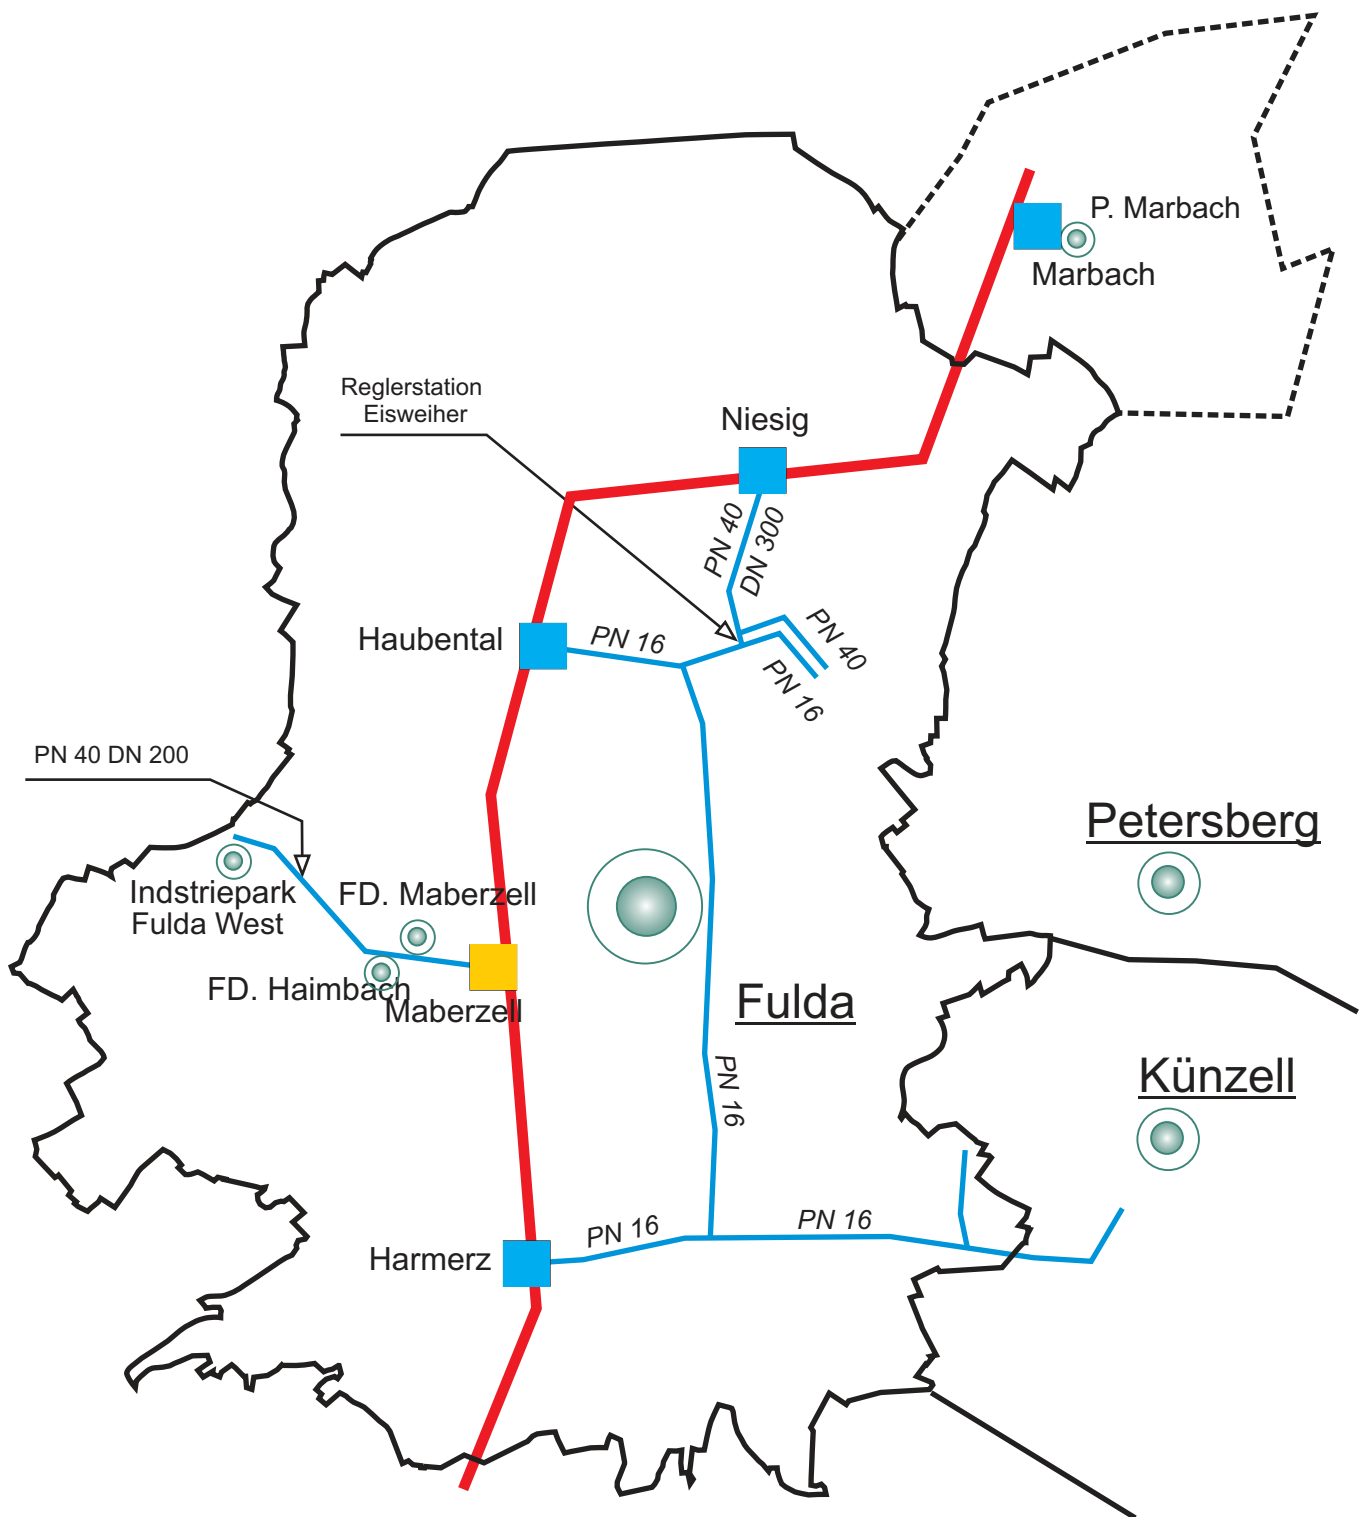 P. Marbach
Marbach
Reglerstation
Eisweiher
Niesig
PN 40
DN 300
Haubental
PN 16
PN 40
PN 16
PN 40 DN 200
Petersberg
Indstriepark
Fulda West
FD. Maberzell
FD. Haimbach
Maberzell
Fulda
Künzell
PN 16
PN 16
PN 16
Harmerz